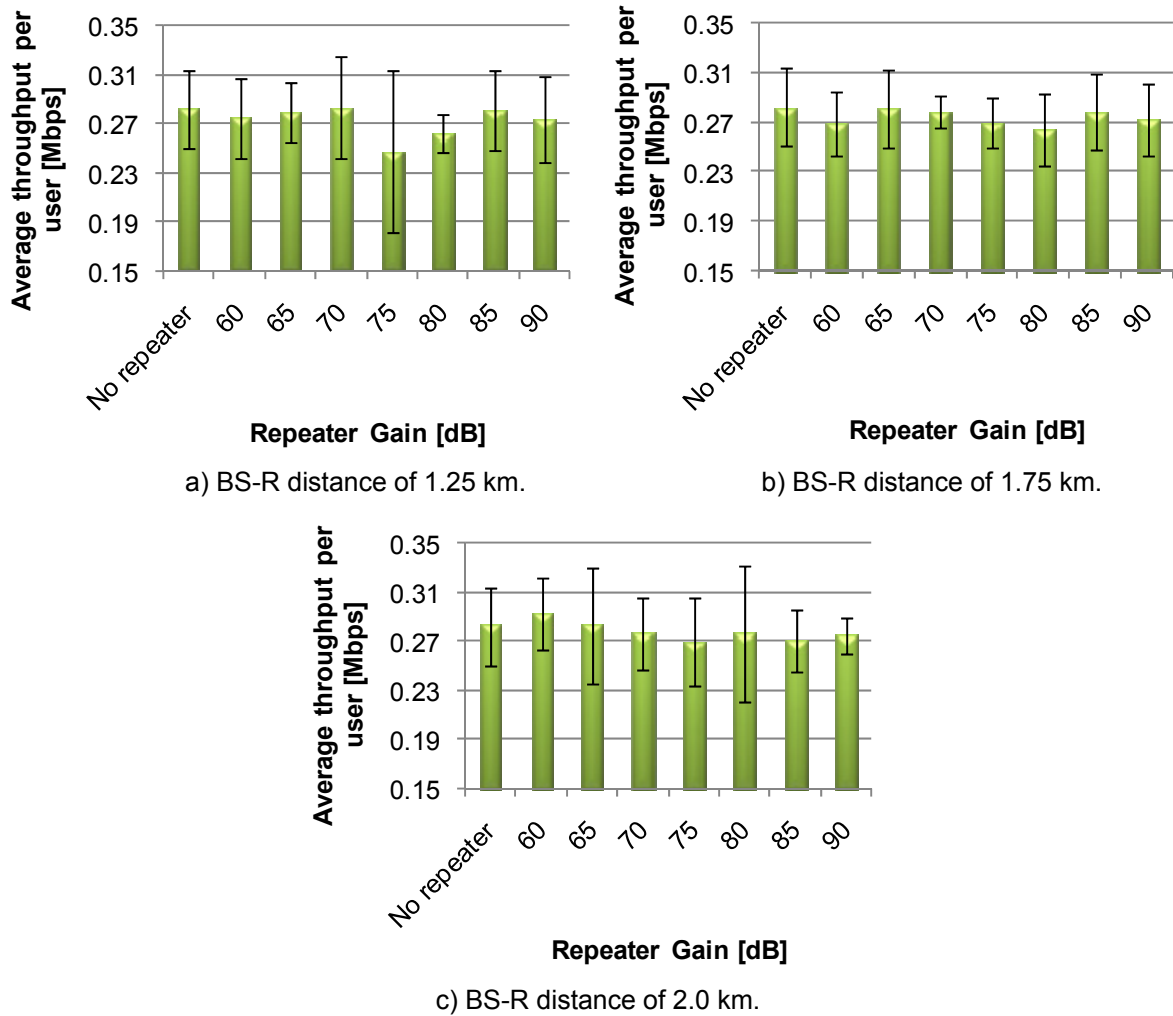 Average throughput per
user [Mbps]
0.35
0.31
0.27
0.23
0.19
0.15
No repeater
60
65
70
75
80
85
90
Repeater Gain [dB]
a) BS-R distance of 1.25 km.
Average throughput per
user [Mbps]
0.35
0.31
0.27
0.23
0.19
0.15
No repeater
60
65
70
75
80
85
90
Repeater Gain [dB]
b) BS-R distance of 1.75 km.
Average throughput per
user [Mbps]
0.35
0.31
0.27
0.23
0.19
0.15
No repeater
60
65
70
75
80
85
90
Repeater Gain [dB]
c) BS-R distance of 2.0 km.